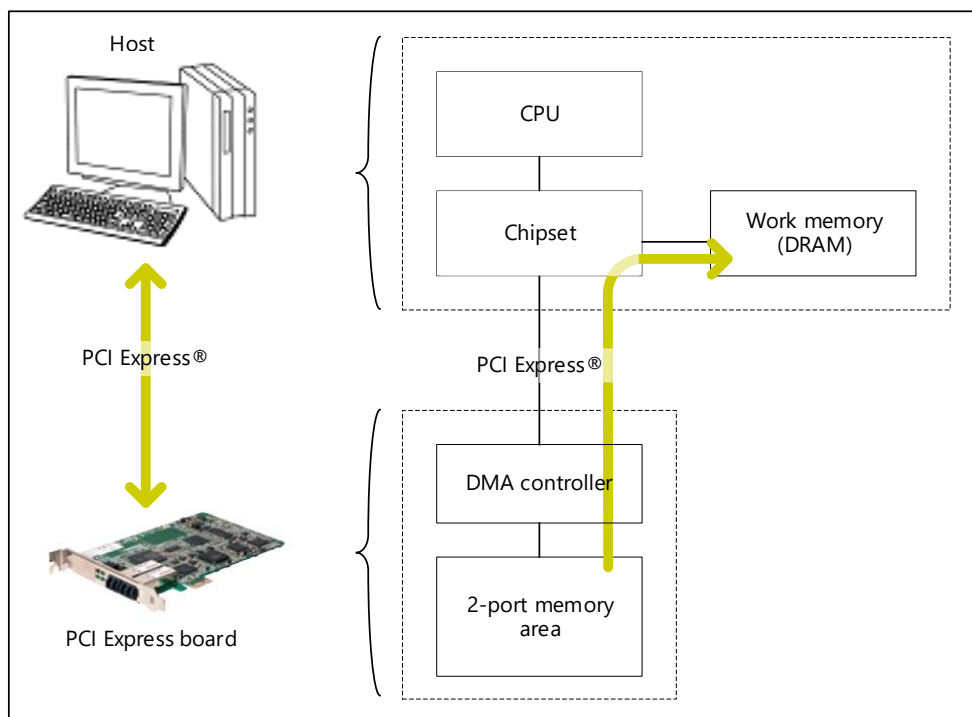 Host
CPU
Chipset
Work memory
(DRAM)
PCI Express®
PCI Express®
DMA controller
2-port memory
area
PCI Express board